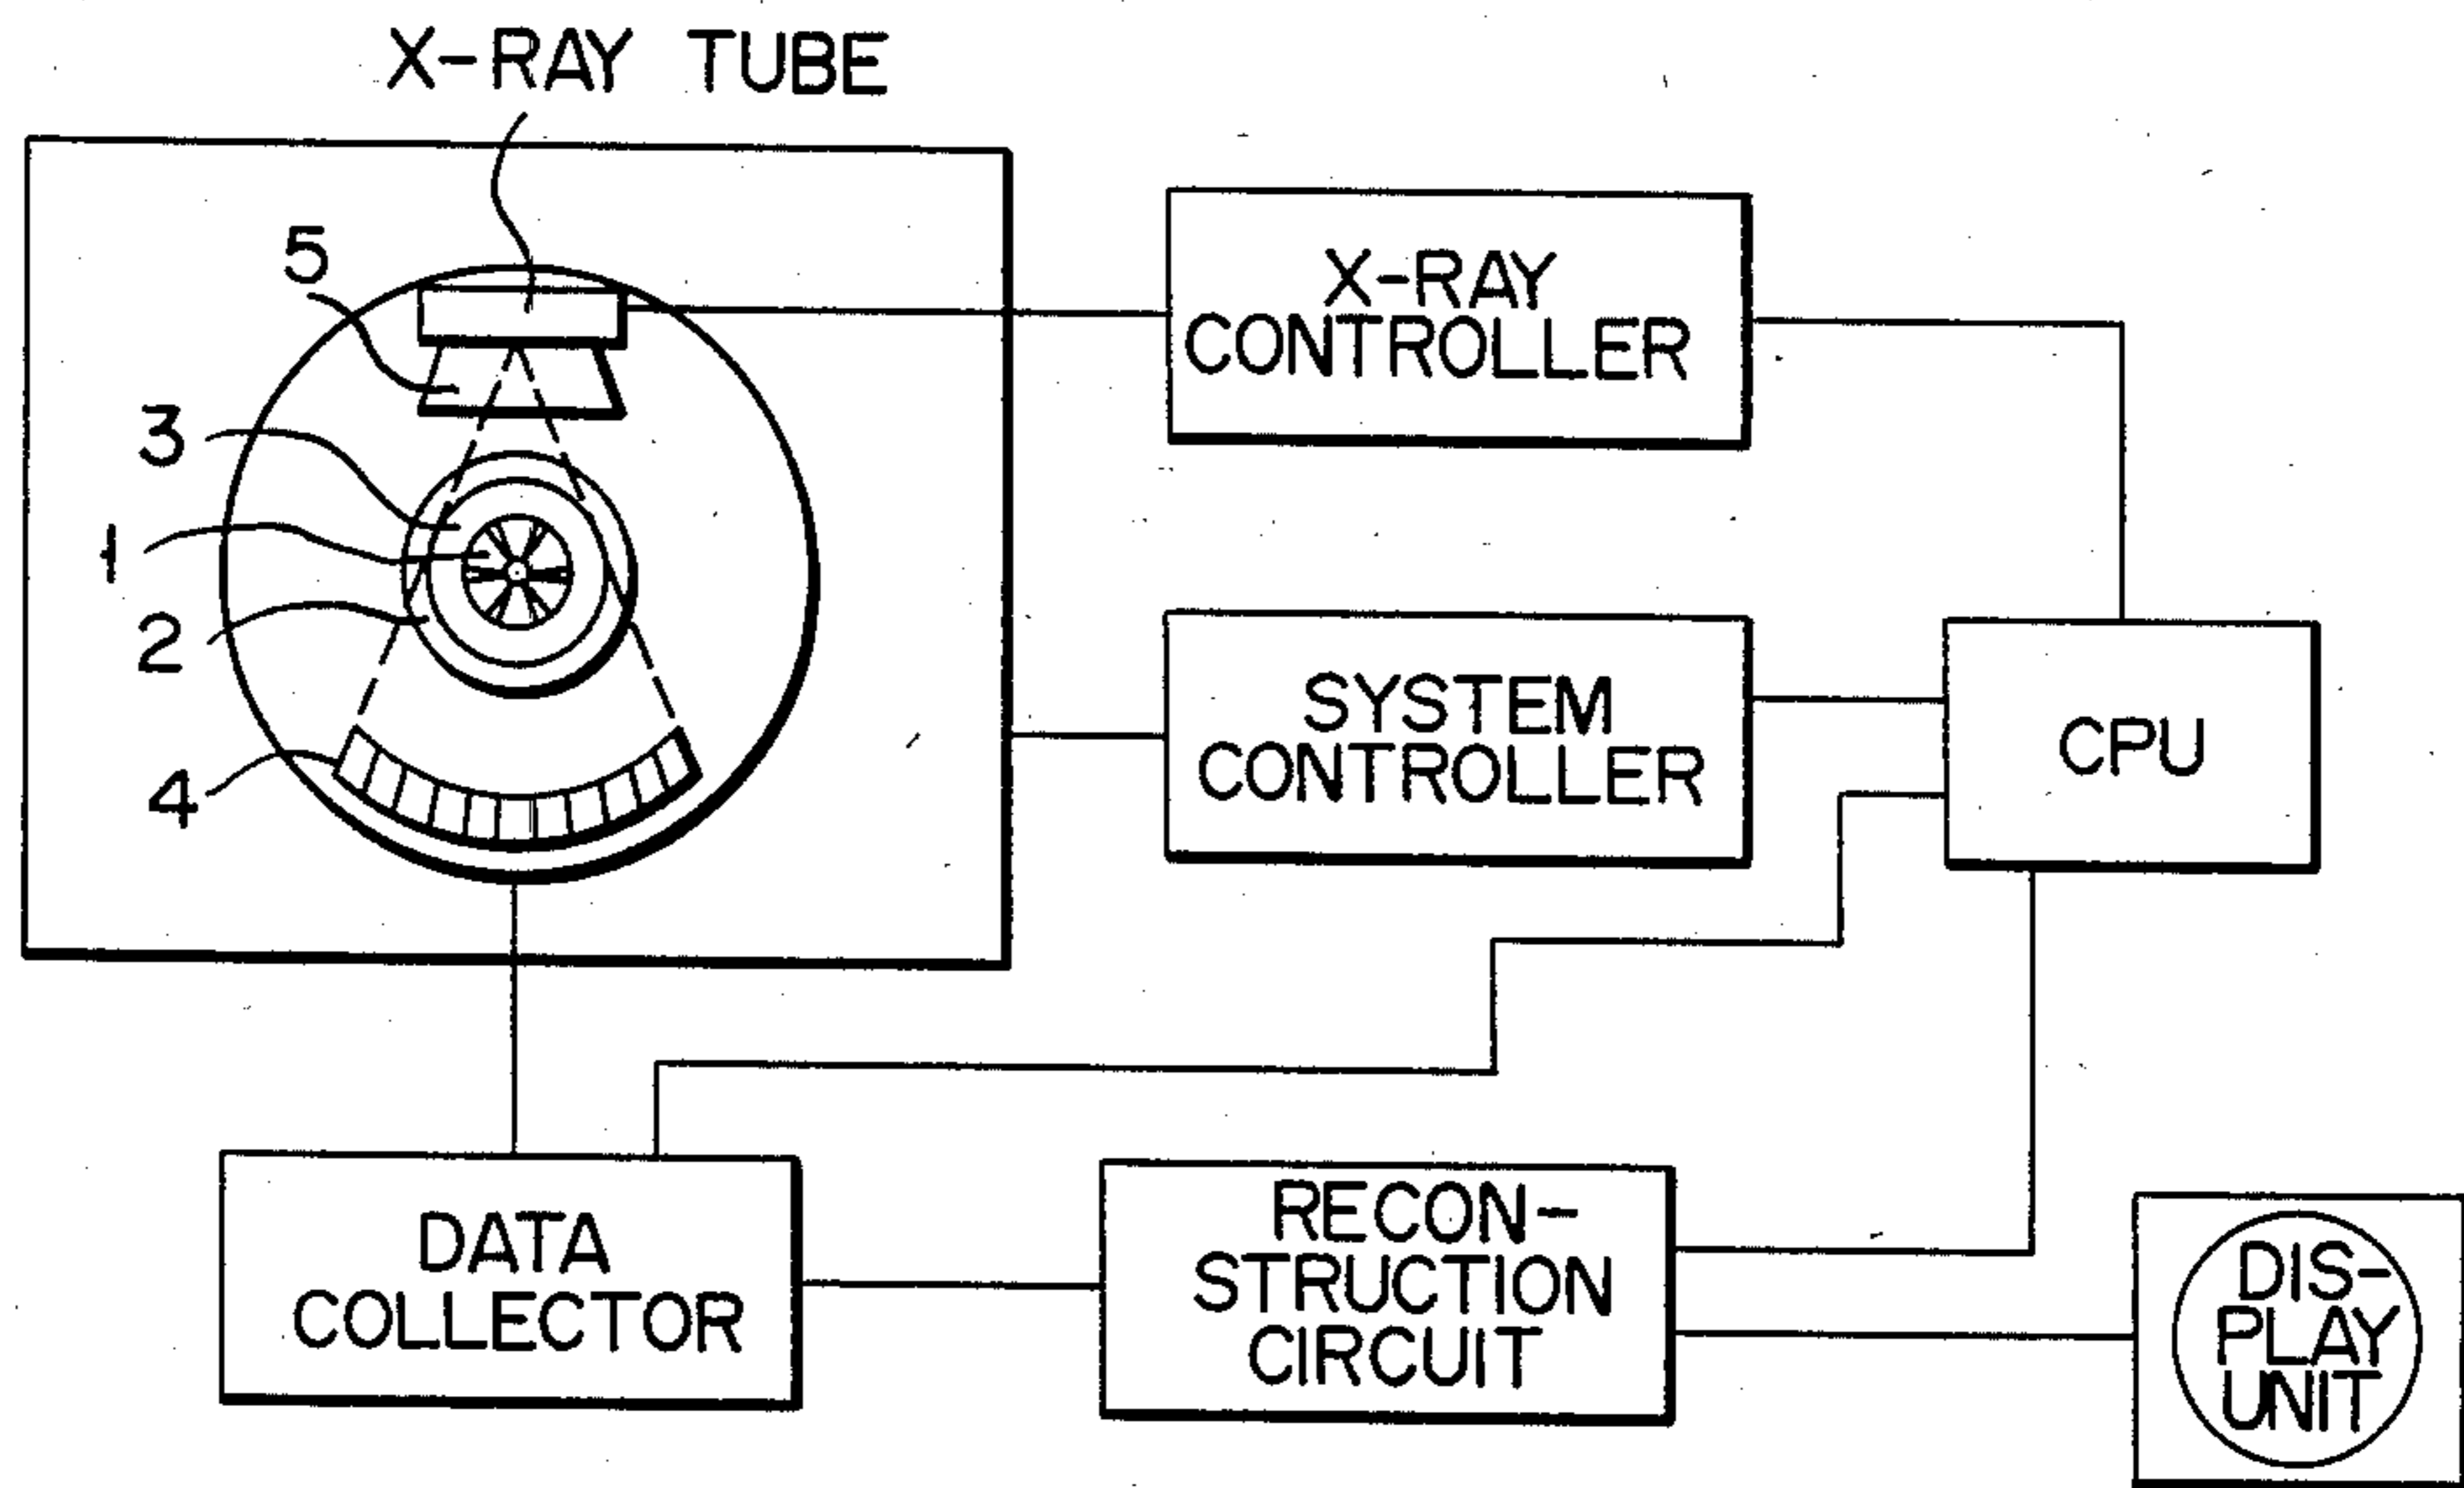 X-RAY TUBE
5
3
1
2
4
X-RAY
CONTROLLER
SYSTEM
CONTROLLER
CPU
DATA
COLLECTOR
RECON-
STRUCTION
CIRCUIT
DIS-
PLAY
UNIT